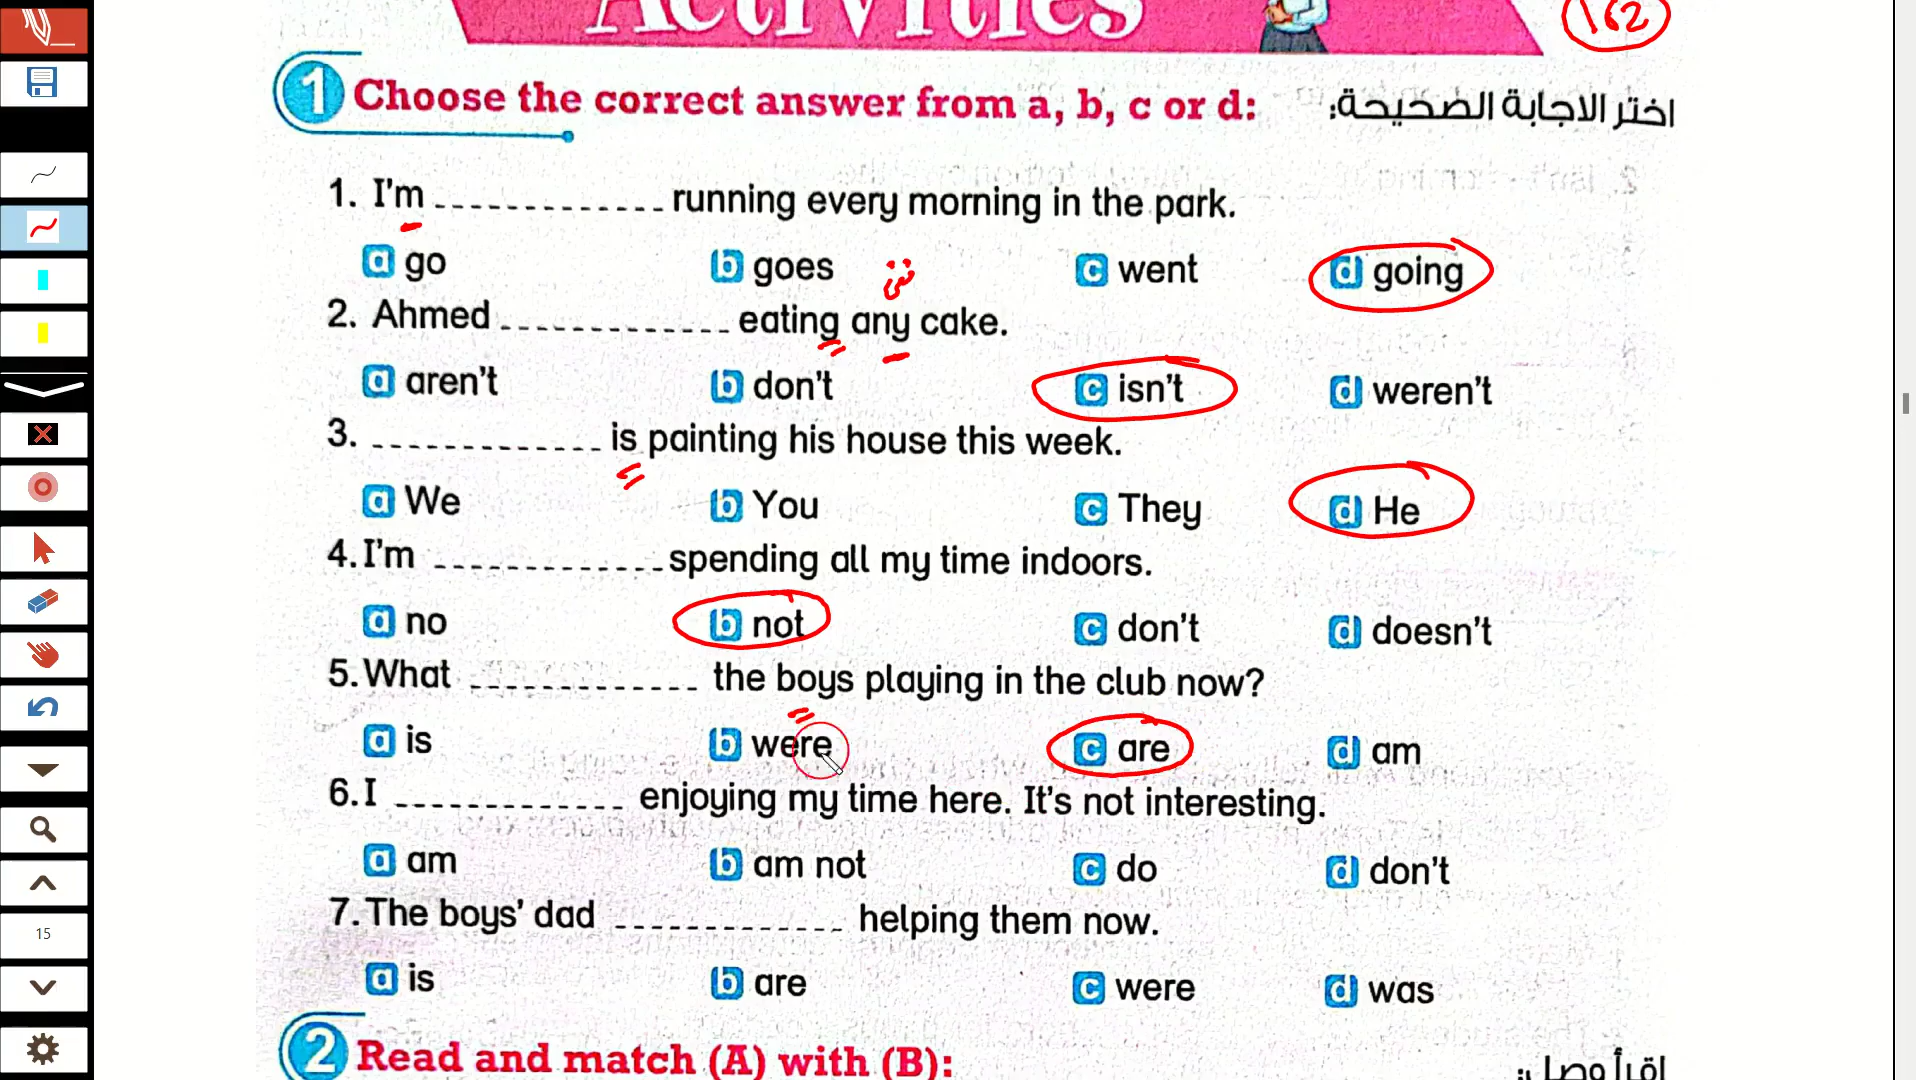 Activities
162
1 Choose the correct answer from a, b, c or d: اختر الاجابة الصحيحة:
1. I'm _ _ _ _ _ _ _ _ _ _ _ _ _ running every morning in the park.
a go b goes c went d going
2. Ahmed _ _ _ _ _ _ _ _ _ _ _ _ _ eating any cake.
a aren't b don't c isn't d weren't
3. _ _ _ _ _ _ _ _ _ _ _ _ _ is painting his house this week.
a We b You c They d He
4. I'm _ _ _ _ _ _ _ _ _ _ _ _ _ spending all my time indoors.
a no b not c don't d doesn't
5. What _ _ _ _ _ _ _ _ _ _ _ _ _ the boys playing in the club now?
a is b were c are d am
6. I _ _ _ _ _ _ _ _ _ _ _ _ _ enjoying my time here. It's not interesting.
a am b am not c do d don't
7. The boys' dad _ _ _ _ _ _ _ _ _ _ _ _ _ helping them now.
a is b are c were d was
2 Read and match (A) with (B): اقرأ وصل:
15